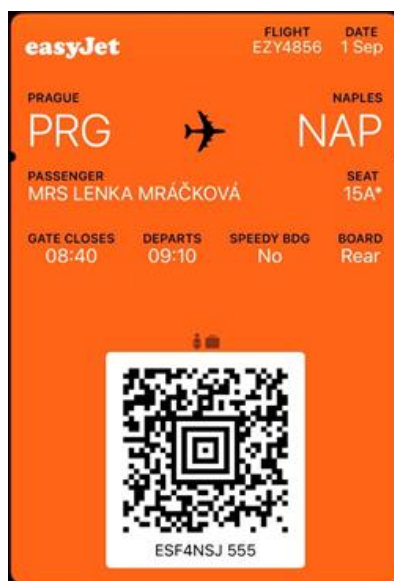 easyJet
FLIGHT DATE
EZY4856 1 Sep
PRAGUE NAPLES
PRG NAP
PASSENGER SEAT
MRS LENKA MRÁČKOVÁ 15A*
GATE CLOSES DEPARTS SPEEDY BDG BOARD
08:40 09:10 No Rear
ESF4NSJ 555